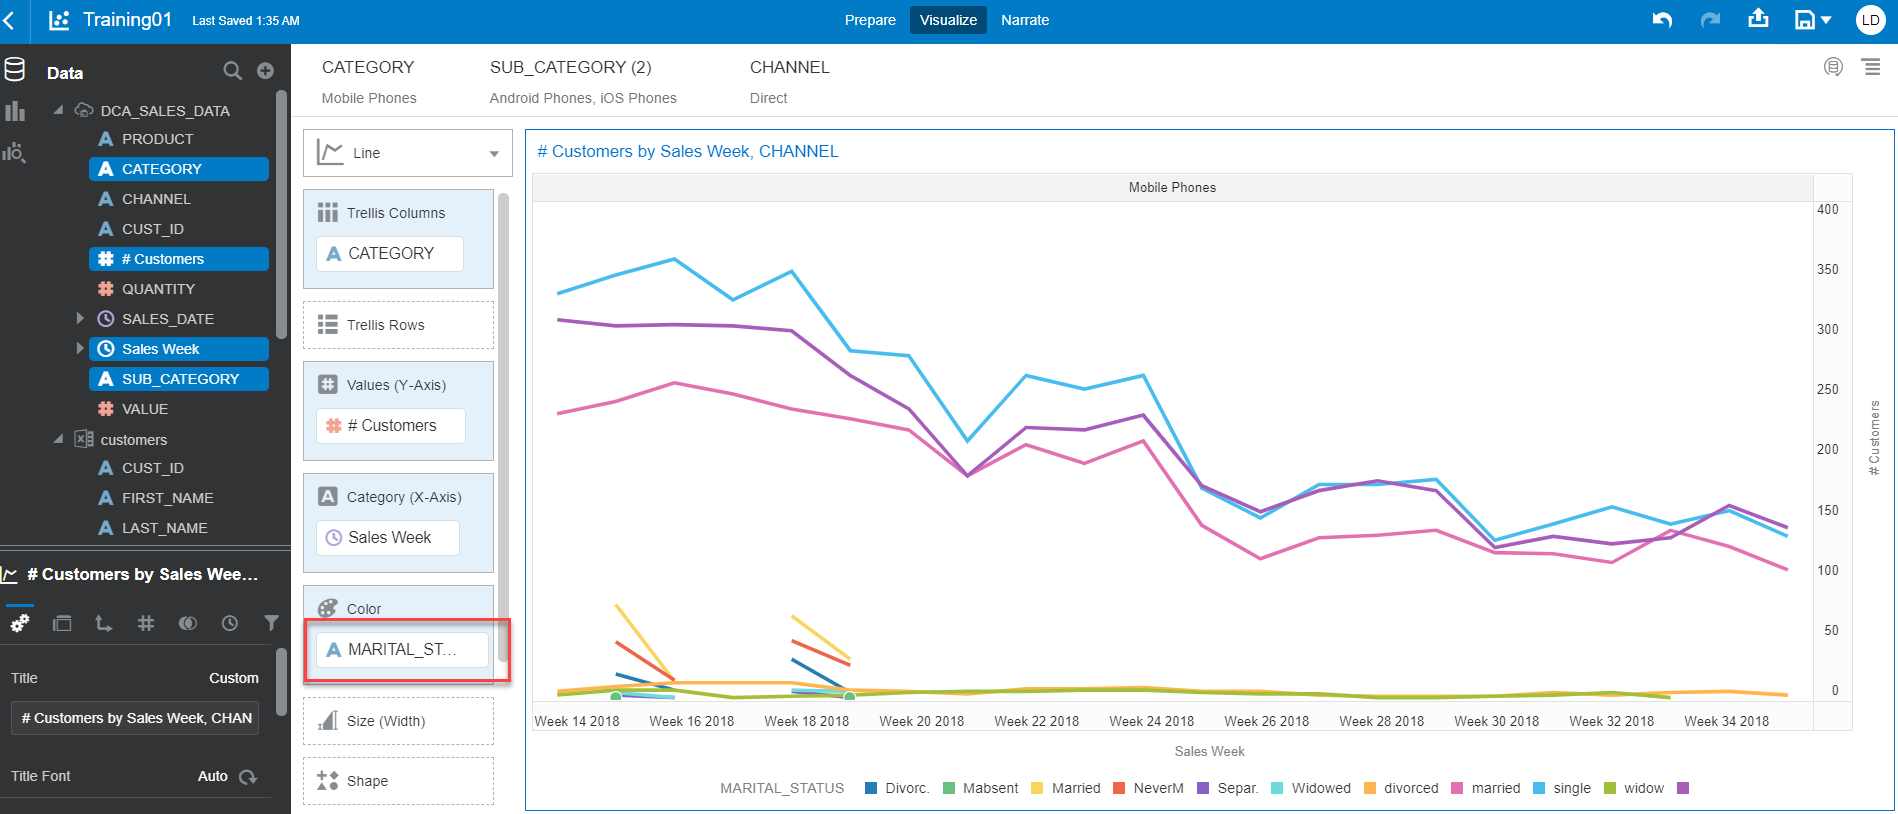 Training01 Last Saved 1:35 AM Prepare Visualize Narrate LD
Data
DCA_SALES_DATA
PRODUCT
CATEGORY
CHANNEL
CUST_ID
# Customers
QUANTITY
SALES_DATE
Sales Week
SUB_CATEGORY
VALUE
customers
CUST_ID
FIRST_NAME
LAST_NAME
# Customers by Sales Wee...
Title Custom
# Customers by Sales Week, CHAN
Title Font Auto
CATEGORY SUB_CATEGORY (2) CHANNEL
Mobile Phones Android Phones, iOS Phones Direct
Line
Trellis Columns
A CATEGORY
Trellis Rows
Values (Y-Axis)
# Customers
Category (X-Axis)
Sales Week
Color
A MARITAL_ST...
Size (Width)
Shape
# Customers by Sales Week, CHANNEL
Mobile Phones
400
350
300
250
200
150
100
50
0
# Customers
Week 14 2018 Week 16 2018 Week 18 2018 Week 20 2018 Week 22 2018 Week 24 2018 Week 26 2018 Week 28 2018 Week 30 2018 Week 32 2018 Week 34 2018
Sales Week
MARITAL_STATUS Divorc. Mabsent Married NeverM Separ. Widowed divorced married single widow